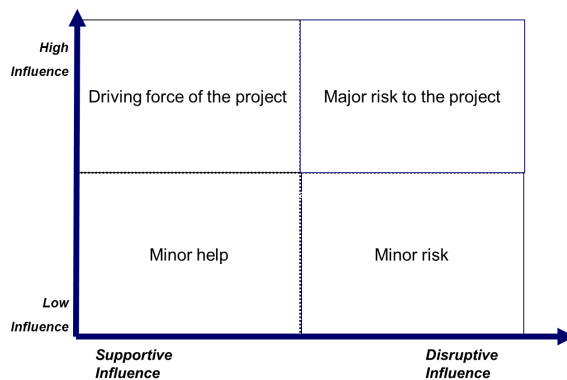 High
Influence
Driving force of the project
Major risk to the project
Minor help
Minor risk
Low
Influence
Supportive
Influence
Disruptive
Influence